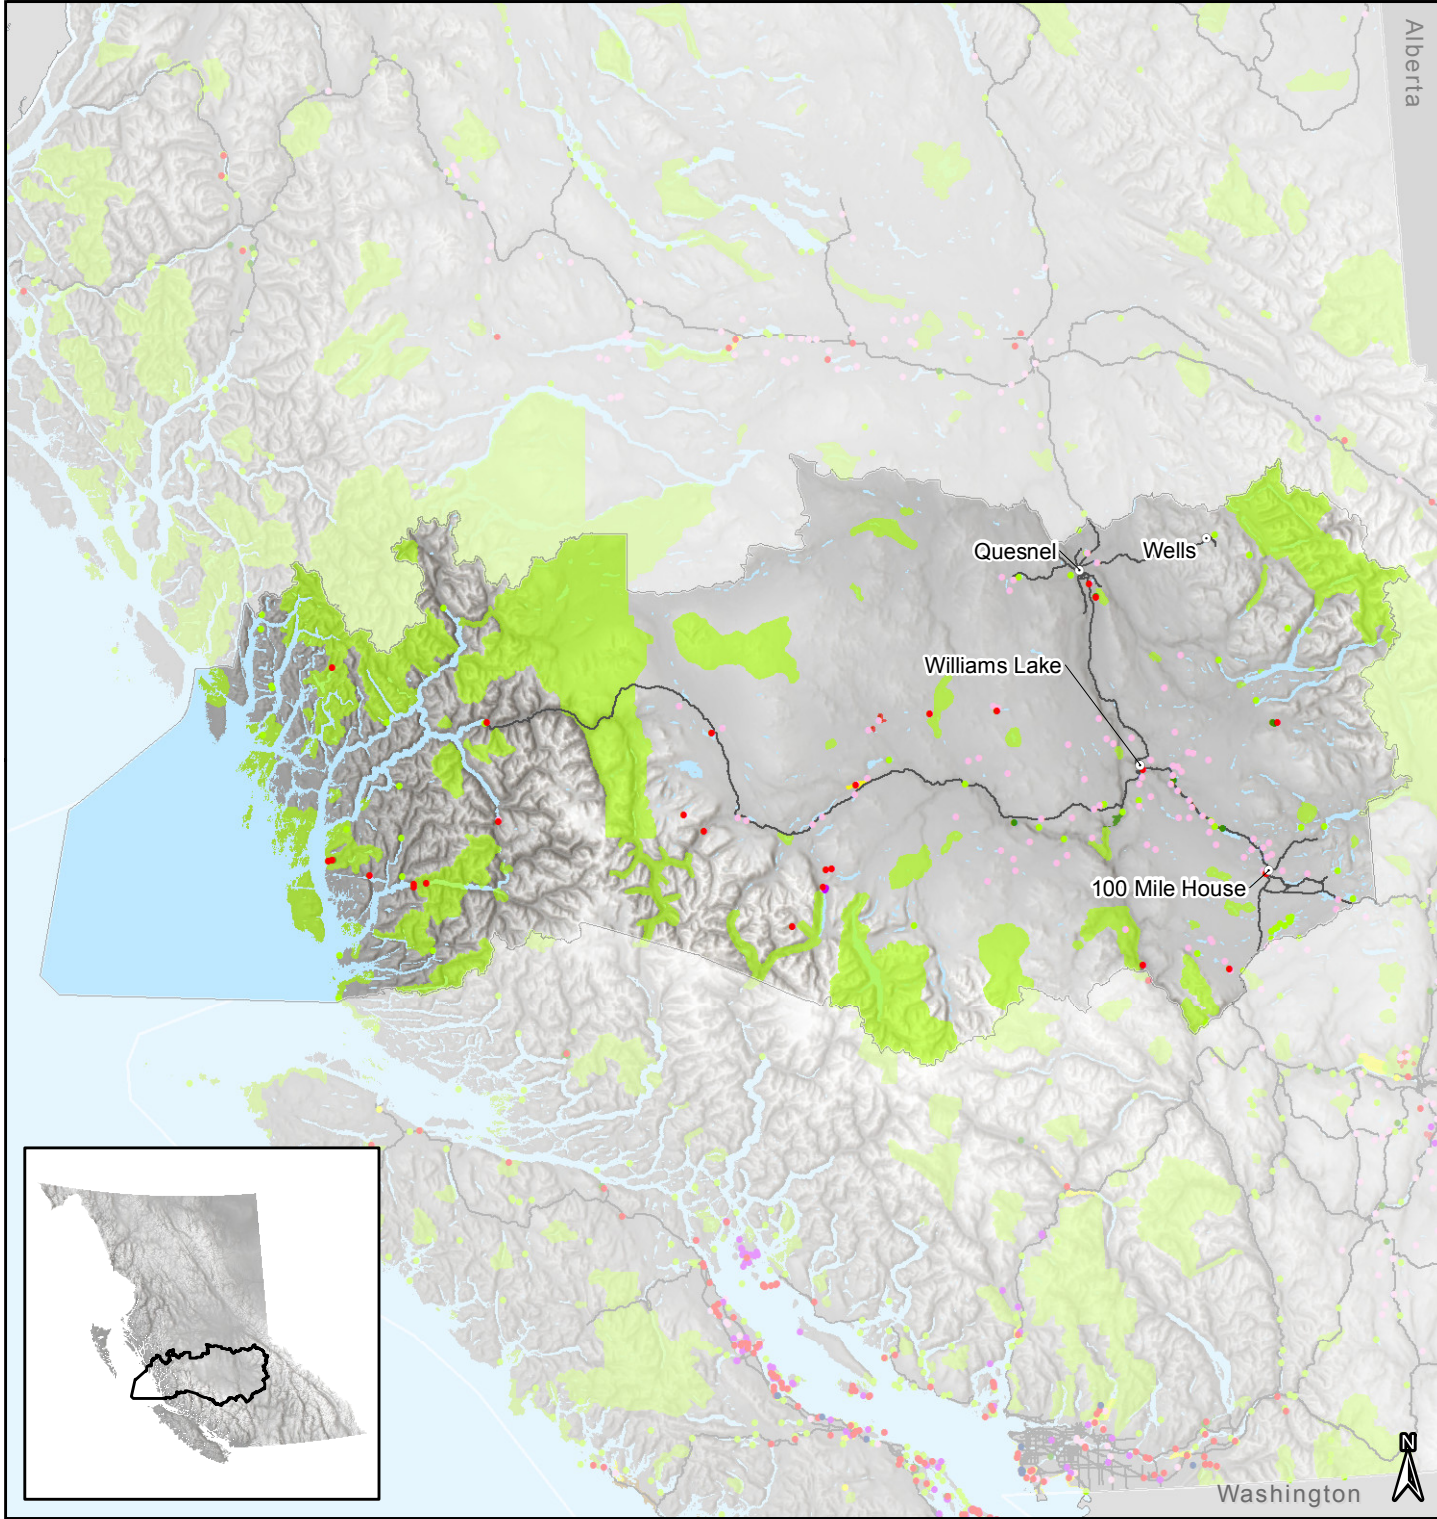 Alberta
Quesnel
Wells
Williams Lake
100 Mile House
N
Washington